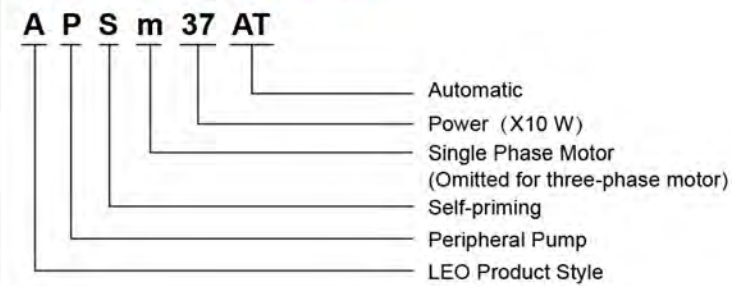 A P S m 37 AT
Automatic
Power (X10 W)
Single Phase Motor
(Omitted for three-phase motor)
Self-priming
Peripheral Pump
LEO Product Style